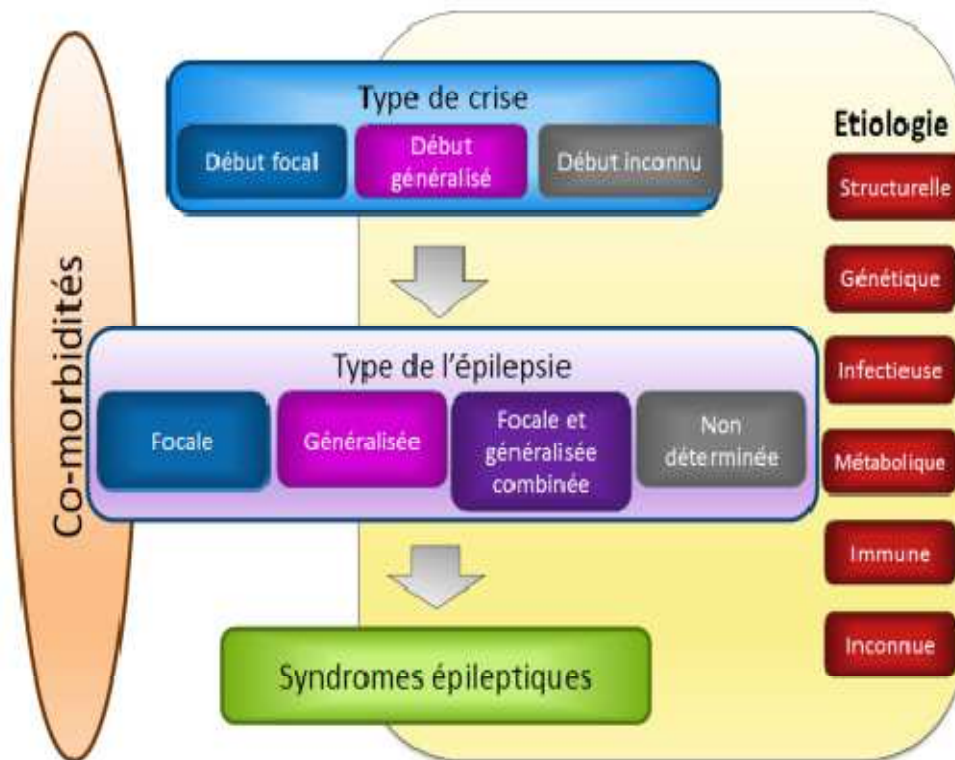 Co-morbidités
Type de crise
Début focal
Début
généralisé
Début inconnu
Type de l'épilepsie
Focale
Généralisée
Focale et
généralisée
combinée
Non
déterminée
Syndromes épileptiques
Etiologie
Structurelle
Génétique
Infectieuse
Métabolique
Immune
Inconnue